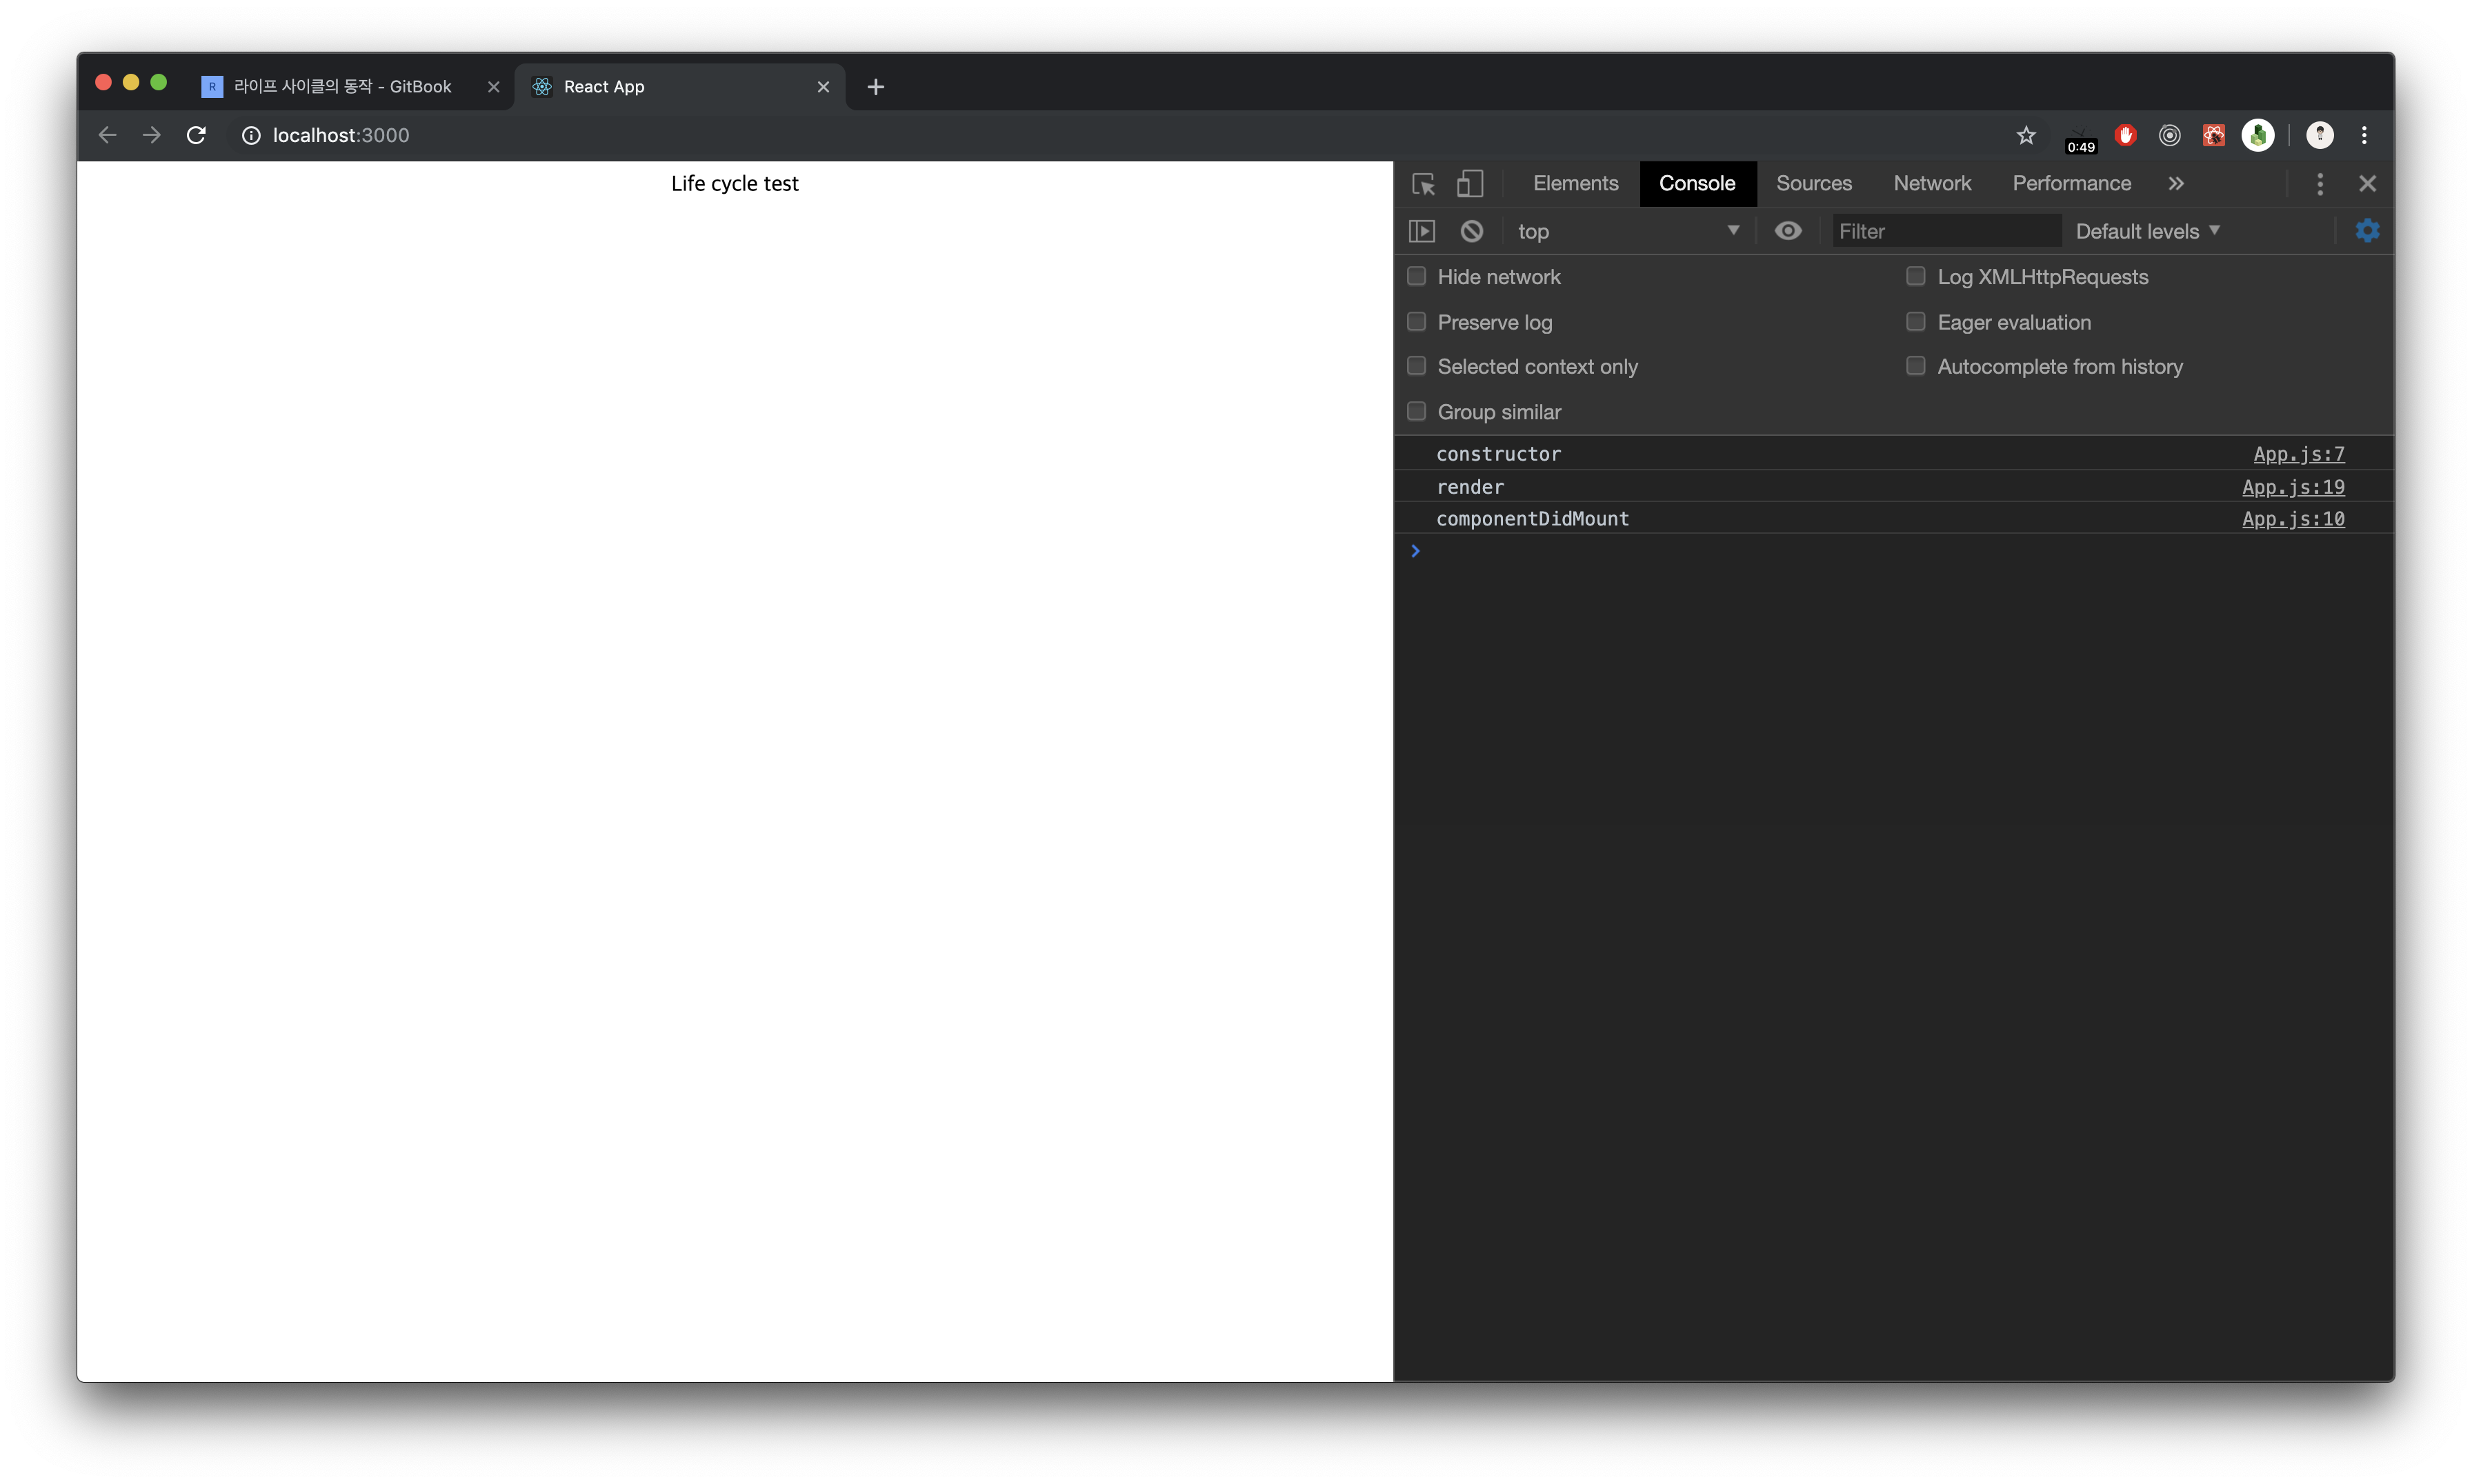 R 라이프 사이클의 동작 - GitBook React App
localhost:3000
0:49
Life cycle test
Elements Console Sources Network Performance
top Filter Default levels
Hide network Log XMLHttpRequests
Preserve log Eager evaluation
Selected context only Autocomplete from history
Group similar
constructor App.js:7
render App.js:19
componentDidMount App.js:10